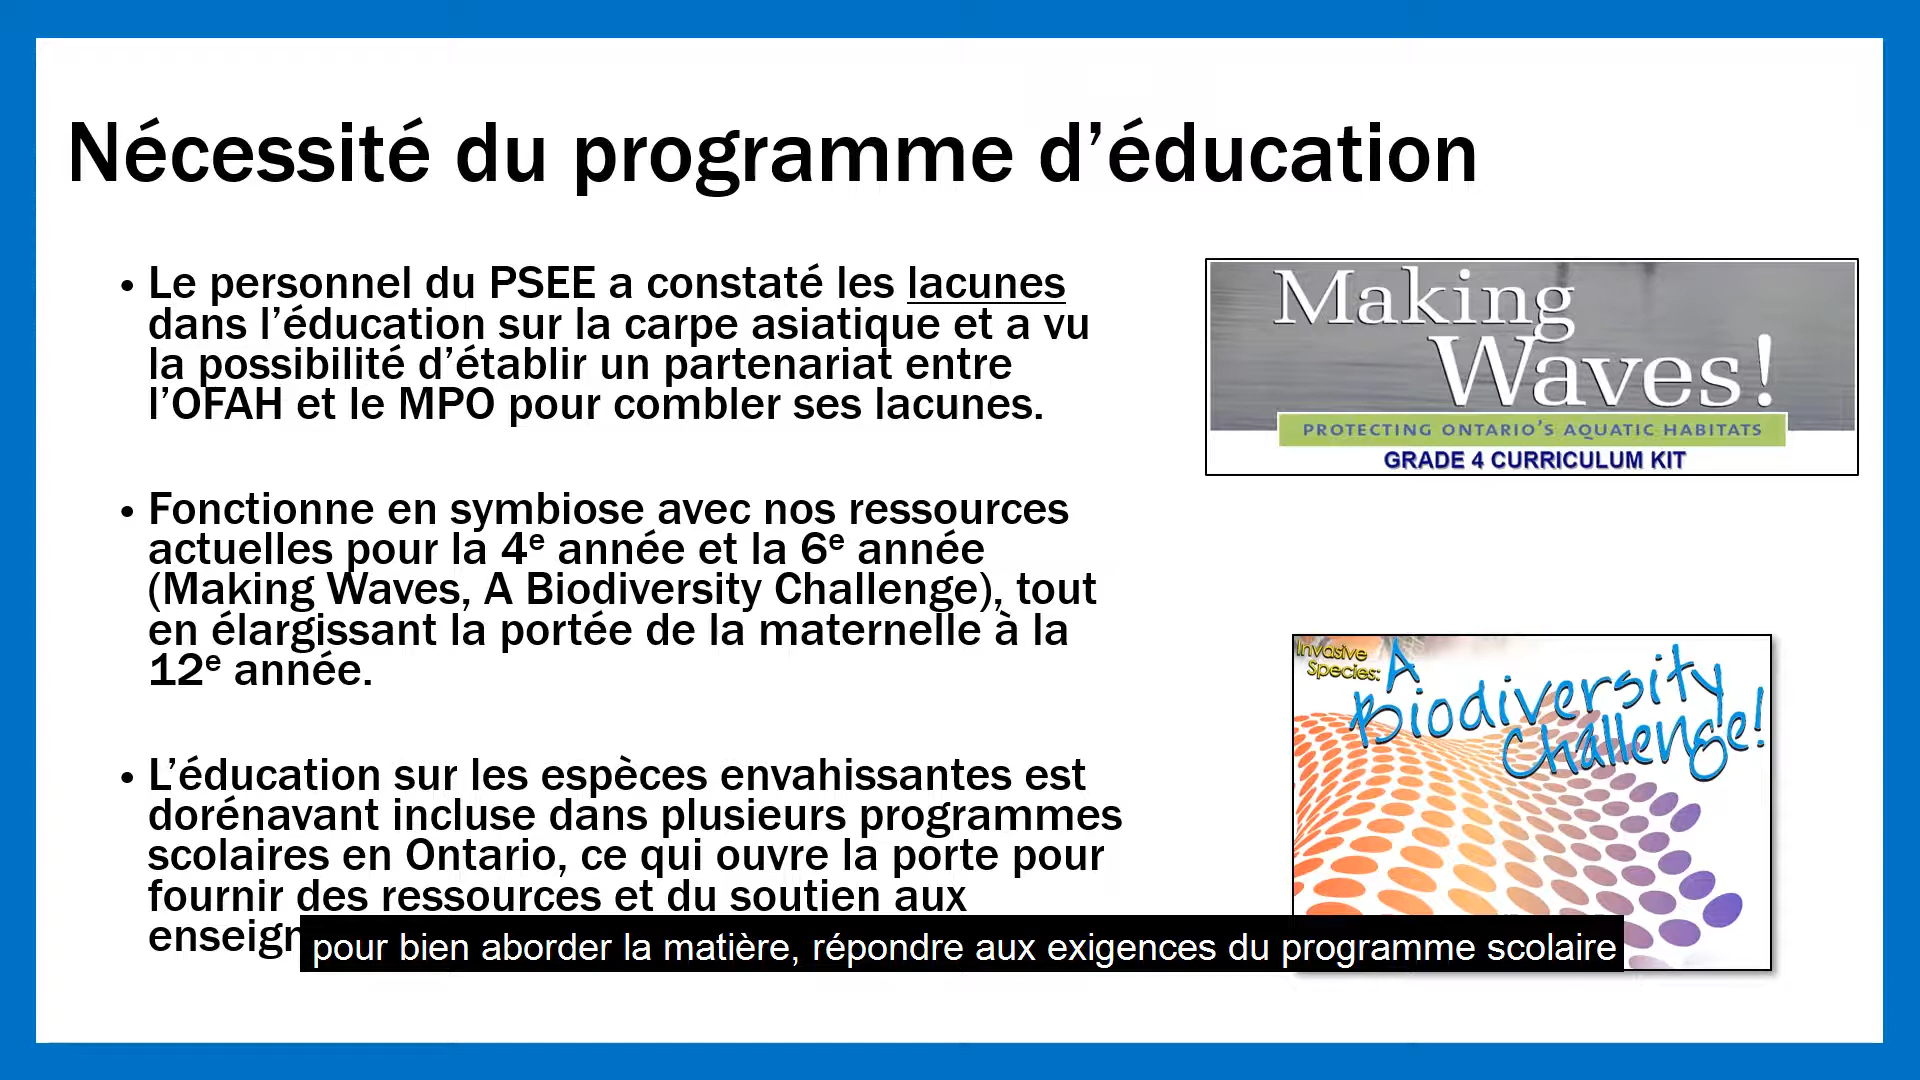 Nécessité du programme d’éducation
• Le personnel du PSEE a constaté les lacunes
dans l’éducation sur la carpe asiatique et a vu
la possibilité d’établir un partenariat entre
l’OFAH et le MPO pour combler ses lacunes.
• Fonctionne en symbiose avec nos ressources
actuelles pour la 4e année et la 6e année
(Making Waves, A Biodiversity Challenge), tout
en élargissant la portée de la maternelle à la
12e année.
• L’éducation sur les espèces envahissantes est
dorénavant incluse dans plusieurs programmes
scolaires en Ontario, ce qui ouvre la porte pour
fournir des ressources et du soutien aux
Making
Waves!
PROTECTING ONTARIO’S AQUATIC HABITATS
GRADE 4 CURRICULUM KIT
Invasive
Species:
A
Biodiversity
Challenge!
pour bien aborder la matière, répondre aux exigences du programme scolaire